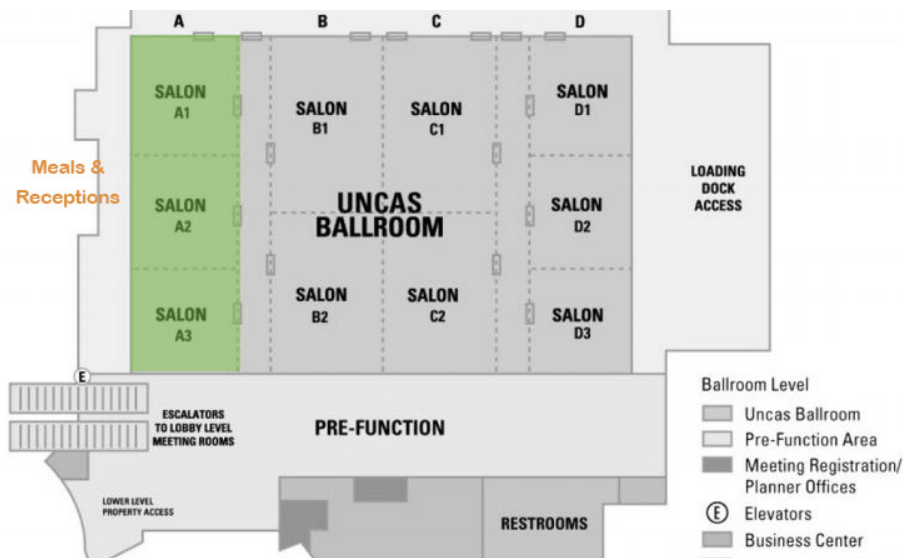 A
B
C
D
SALON
A1
SALON
B1
SALON
C1
SALON
D1
Meals &
Receptions
LOADING
DOCK
ACCESS
SALON
A2
UNCAS
BALLROOM
SALON
D2
SALON
A3
SALON
B2
SALON
C2
SALON
D3
E
ESCALATORS
TO LOBBY LEVEL
MEETING ROOMS
PRE-FUNCTION
LOWER LEVEL
PROPERTY ACCESS
RESTROOMS
Ballroom Level
Uncas Ballroom
Pre-Function Area
Meeting Registration/
Planner Offices
E Elevators
Business Center